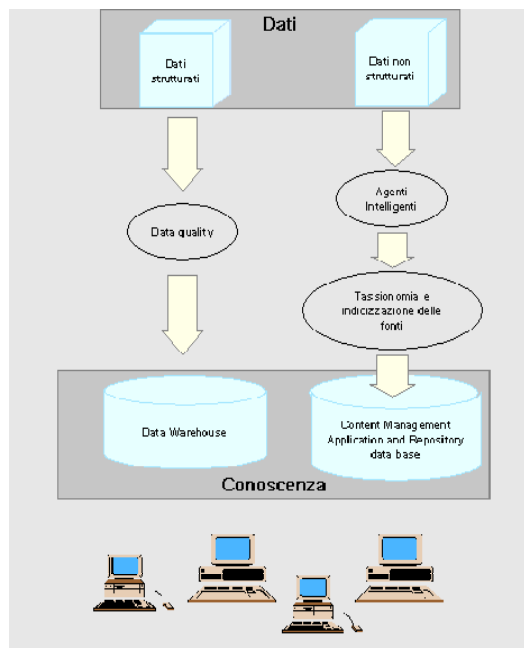 Dati
Dati
strutturati
Dati non
strutturati
Agenti
Intelligenti
Data quality
Tassionomia e
indicizzazione delle
fonti
Data Warehouse
Content Management
Application and Repository
data base
Conoscenza